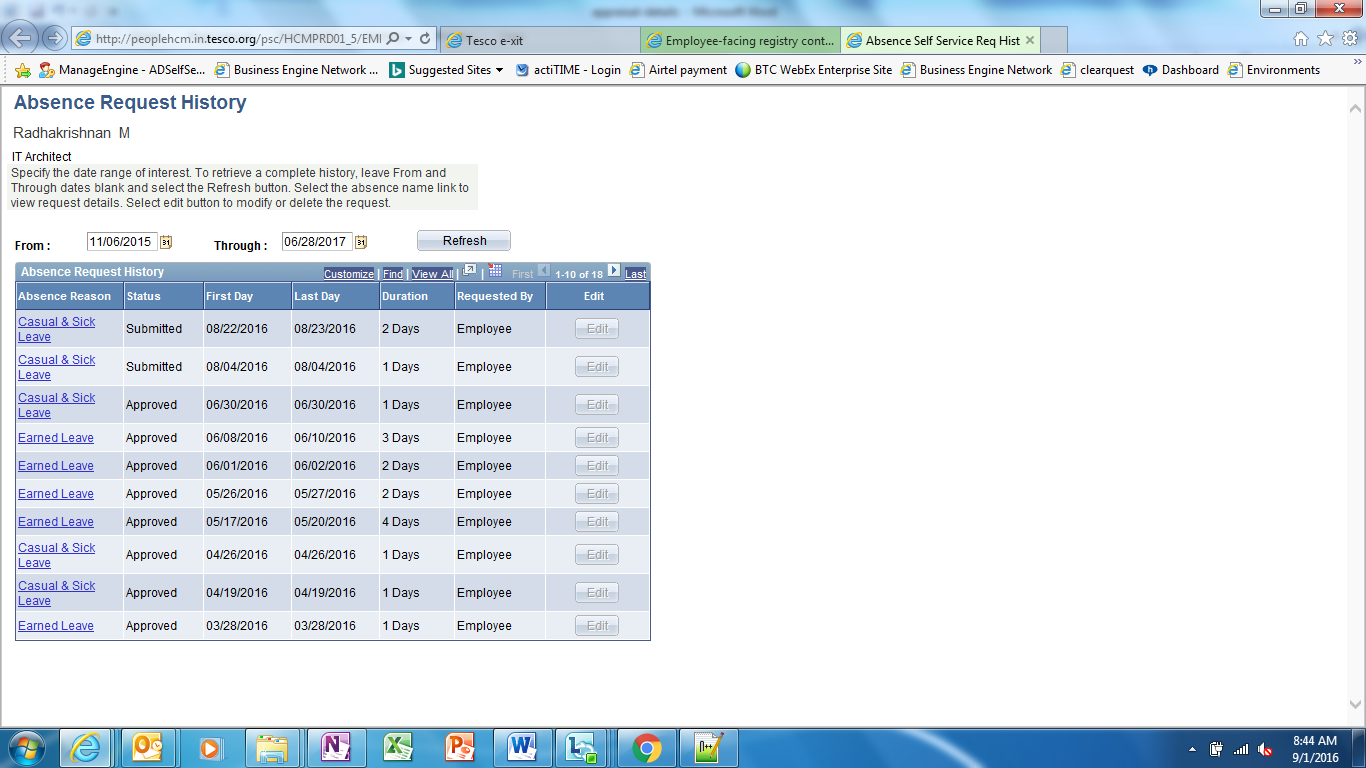 appraisal details - Microsoft Word
http://peoplehcm.in.tesco.org/psc/HCMPRD01_5/EMI
Tesco e-xit
Employee-facing registry cont...
Absence Self Service Req Hist
ManageEngine - ADSelfSe...
Business Engine Network ...
Suggested Sites
actiTIME - Login
Airtel payment
BTC WebEx Enterprise Site
Business Engine Network
clearquest
Dashboard
Environments
Absence Request History
Radhakrishnan M
IT Architect
Specify the date range of interest. To retrieve a complete history, leave From and
Through dates blank and select the Refresh button. Select the absence name link to
view request details. Select edit button to modify or delete the request.
From : 11/06/2015 31 Through : 06/28/2017 31 Refresh
Absence Request History Customize | Find | View All | | First 1-10 of 18 Last
Absence Reason Status First Day Last Day Duration Requested By Edit
Casual & Sick
Leave Submitted 08/22/2016 08/23/2016 2 Days Employee Edit
Casual & Sick
Leave Submitted 08/04/2016 08/04/2016 1 Days Employee Edit
Casual & Sick
Leave Approved 06/30/2016 06/30/2016 1 Days Employee Edit
Earned Leave Approved 06/08/2016 06/10/2016 3 Days Employee Edit
Earned Leave Approved 06/01/2016 06/02/2016 2 Days Employee Edit
Earned Leave Approved 05/26/2016 05/27/2016 2 Days Employee Edit
Earned Leave Approved 05/17/2016 05/20/2016 4 Days Employee Edit
Casual & Sick
Leave Approved 04/26/2016 04/26/2016 1 Days Employee Edit
Casual & Sick
Leave Approved 04/19/2016 04/19/2016 1 Days Employee Edit
Earned Leave Approved 03/28/2016 03/28/2016 1 Days Employee Edit
8:44 AM
9/1/2016